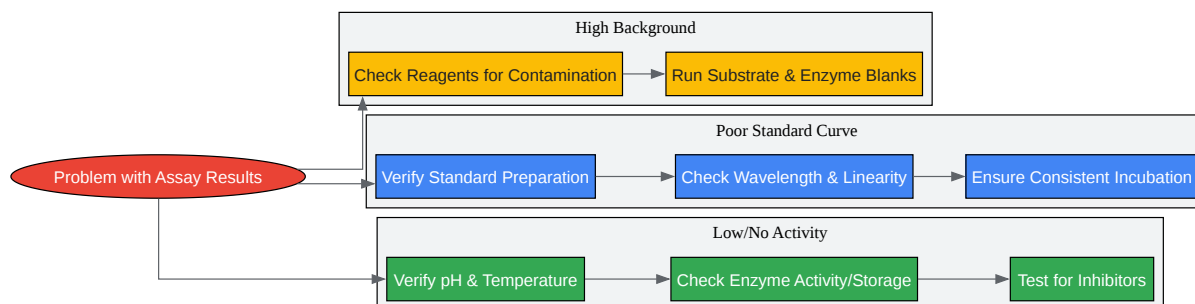 High Background
Check Reagents for Contamination
Run Substrate & Enzyme Blanks
Poor Standard Curve
Problem with Assay Results
Verify Standard Preparation
Check Wavelength & Linearity
Ensure Consistent Incubation
Low/No Activity
Verify pH & Temperature
Check Enzyme Activity/Storage
Test for Inhibitors